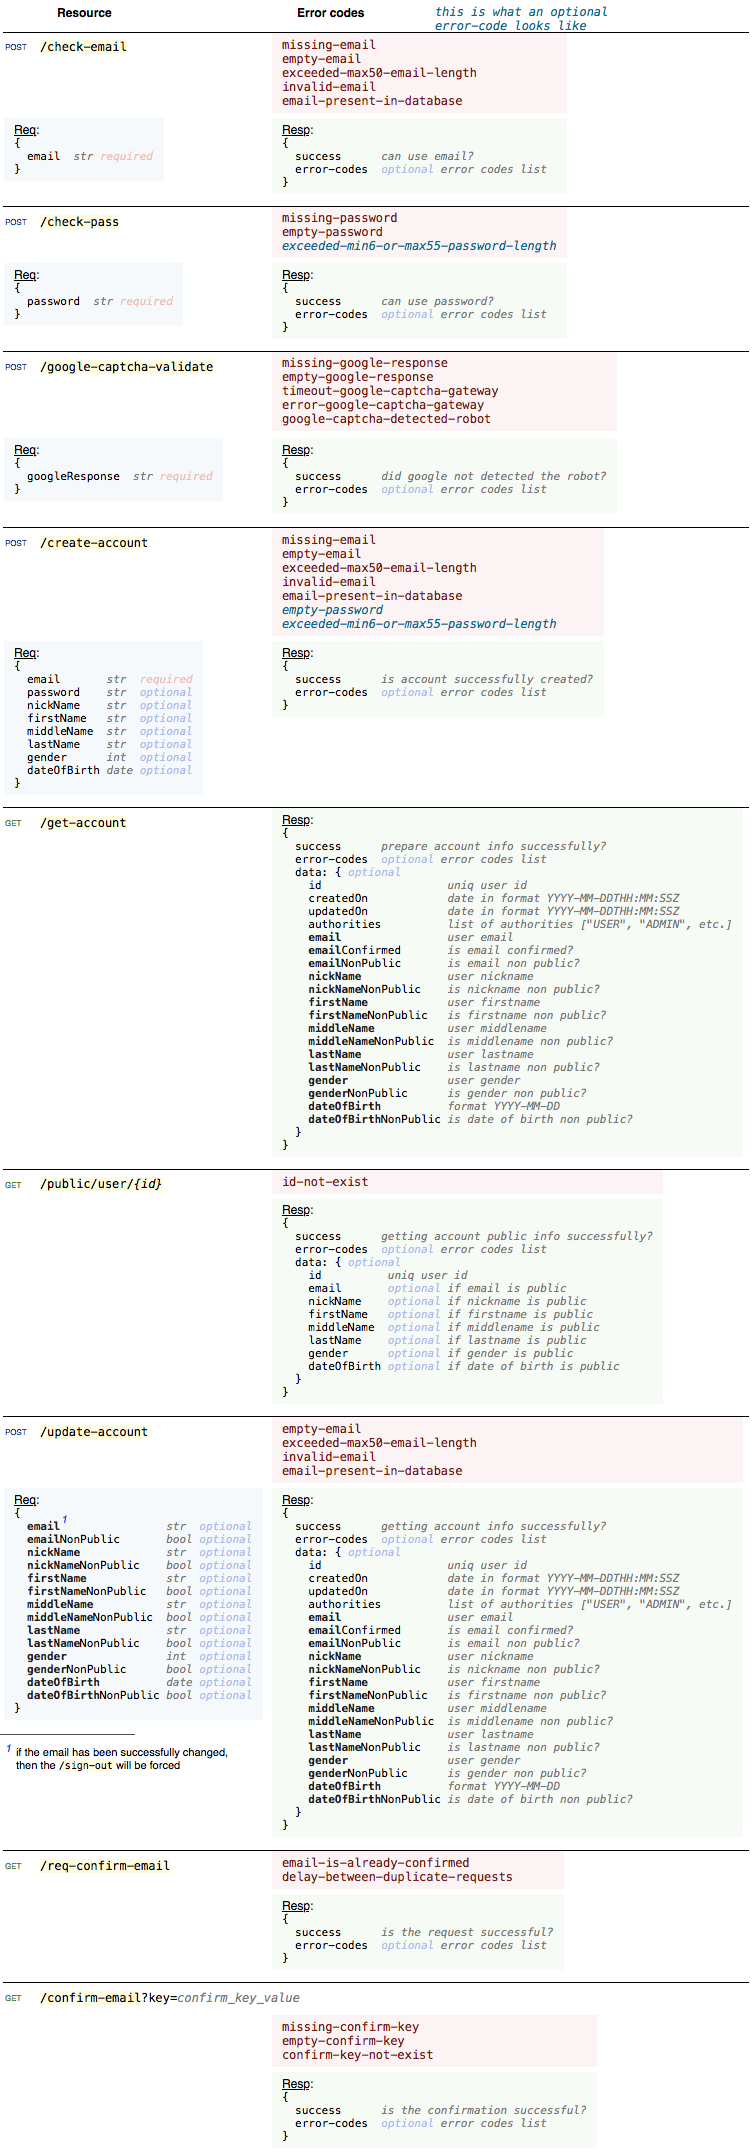 Resource Error codes this is what an optional
error-code looks like
POST /check-email
missing-email
empty-email
exceeded-max50-email-length
invalid-email
email-present-in-database
Req:
{
email str required
}
Resp:
{
success can use email?
error-codes optional error codes list
}
POST /check-pass
missing-password
empty-password
exceeded-min6-or-max55-password-length
Req:
{
password str required
}
Resp:
{
success can use password?
error-codes optional error codes list
}
POST /google-captcha-validate
missing-google-response
empty-google-response
timeout-google-captcha-gateway
error-google-captcha-gateway
google-captcha-detected-robot
Req:
{
googleResponse str required
}
Resp:
{
success did google not detected the robot?
error-codes optional error codes list
}
POST /create-account
missing-email
empty-email
exceeded-max50-email-length
invalid-email
email-present-in-database
empty-password
exceeded-min6-or-max55-password-length
Req:
{
email str required
password str optional
nickName str optional
firstName str optional
middleName str optional
lastName str optional
gender int optional
dateOfBirth date optional
}
Resp:
{
success is account successfully created?
error-codes optional error codes list
}
GET /get-account
Resp:
{
success prepare account info successfully?
error-codes optional error codes list
data: { optional
id uniq user id
createdOn date in format YYYY-MM-DDTHH:MM:SSZ
updatedOn date in format YYYY-MM-DDTHH:MM:SSZ
authorities list of authorities ["USER", "ADMIN", etc.]
email user email
emailConfirmed is email confirmed?
emailNonPublic is email non public?
nickName user nickname
nickNameNonPublic is nickname non public?
firstName user firstname
firstNameNonPublic is firstname non public?
middleName user middlename
middleNameNonPublic is middlename non public?
lastName user lastname
lastNameNonPublic is lastname non public?
gender user gender
genderNonPublic is gender non public?
dateOfBirth format YYYY-MM-DD
dateOfBirthNonPublic is date of birth non public?
}
}
GET /public/user/{id}
id-not-exist
Resp:
{
success getting account public info successfully?
error-codes optional error codes list
data: { optional
id uniq user id
email optional if email is public
nickName optional if nickname is public
firstName optional if firstname is public
middleName optional if middlename is public
lastName optional if lastname is public
gender optional if gender is public
dateOfBirth optional if date of birth is public
}
}
POST /update-account
empty-email
exceeded-max50-email-length
invalid-email
email-present-in-database
Req:
{
email1 str optional
emailNonPublic bool optional
nickName str optional
nickNameNonPublic bool optional
firstName str optional
firstNameNonPublic bool optional
middleName str optional
middleNameNonPublic bool optional
lastName str optional
lastNameNonPublic bool optional
gender int optional
genderNonPublic bool optional
dateOfBirth date optional
dateOfBirthNonPublic bool optional
}
1 if the email has been successfully changed,
then the /sign-out will be forced
Resp:
{
success getting account info successfully?
error-codes optional error codes list
data: { optional
id uniq user id
createdOn date in format YYYY-MM-DDTHH:MM:SSZ
updatedOn date in format YYYY-MM-DDTHH:MM:SSZ
authorities list of authorities ["USER", "ADMIN", etc.]
email user email
emailConfirmed is email confirmed?
emailNonPublic is email non public?
nickName user nickname
nickNameNonPublic is nickname non public?
firstName user firstname
firstNameNonPublic is firstname non public?
middleName user middlename
middleNameNonPublic is middlename non public?
lastName user lastname
lastNameNonPublic is lastname non public?
gender user gender
genderNonPublic is gender non public?
dateOfBirth format YYYY-MM-DD
dateOfBirthNonPublic is date of birth non public?
}
}
GET /req-confirm-email
email-is-already-confirmed
delay-between-duplicate-requests
Resp:
{
success is the request successful?
error-codes optional error codes list
}
GET /confirm-email?key=confirm_key_value
missing-confirm-key
empty-confirm-key
confirm-key-not-exist
Resp:
{
success is the confirmation successful?
error-codes optional error codes list
}